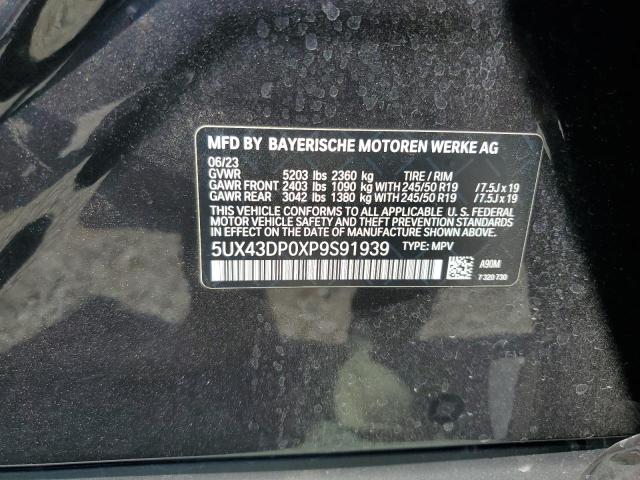 MFD BY BAYERISCHE MOTOREN WERKE AG
06/23
GVWR 5203 lbs 2360 kg TIRE / RIM
GAWR FRONT 2403 lbs 1090 kg WITH 245/50 R19 / 7.5J x 19
GAWR REAR 3042 lbs 1380 kg WITH 245/50 R19 / 7.5J x 19
THIS VEHICLE CONFORMS TO ALL APPLICABLE U. S. FEDERAL
MOTOR VEHICLE SAFETY AND THEFT PREVENTION STANDARDS
IN EFFECT ON THE DATE OF MANUFACTURE SHOWN ABOVE.
5UX43DP0XP9S91939 TYPE: MPV
A90M
7 320 730